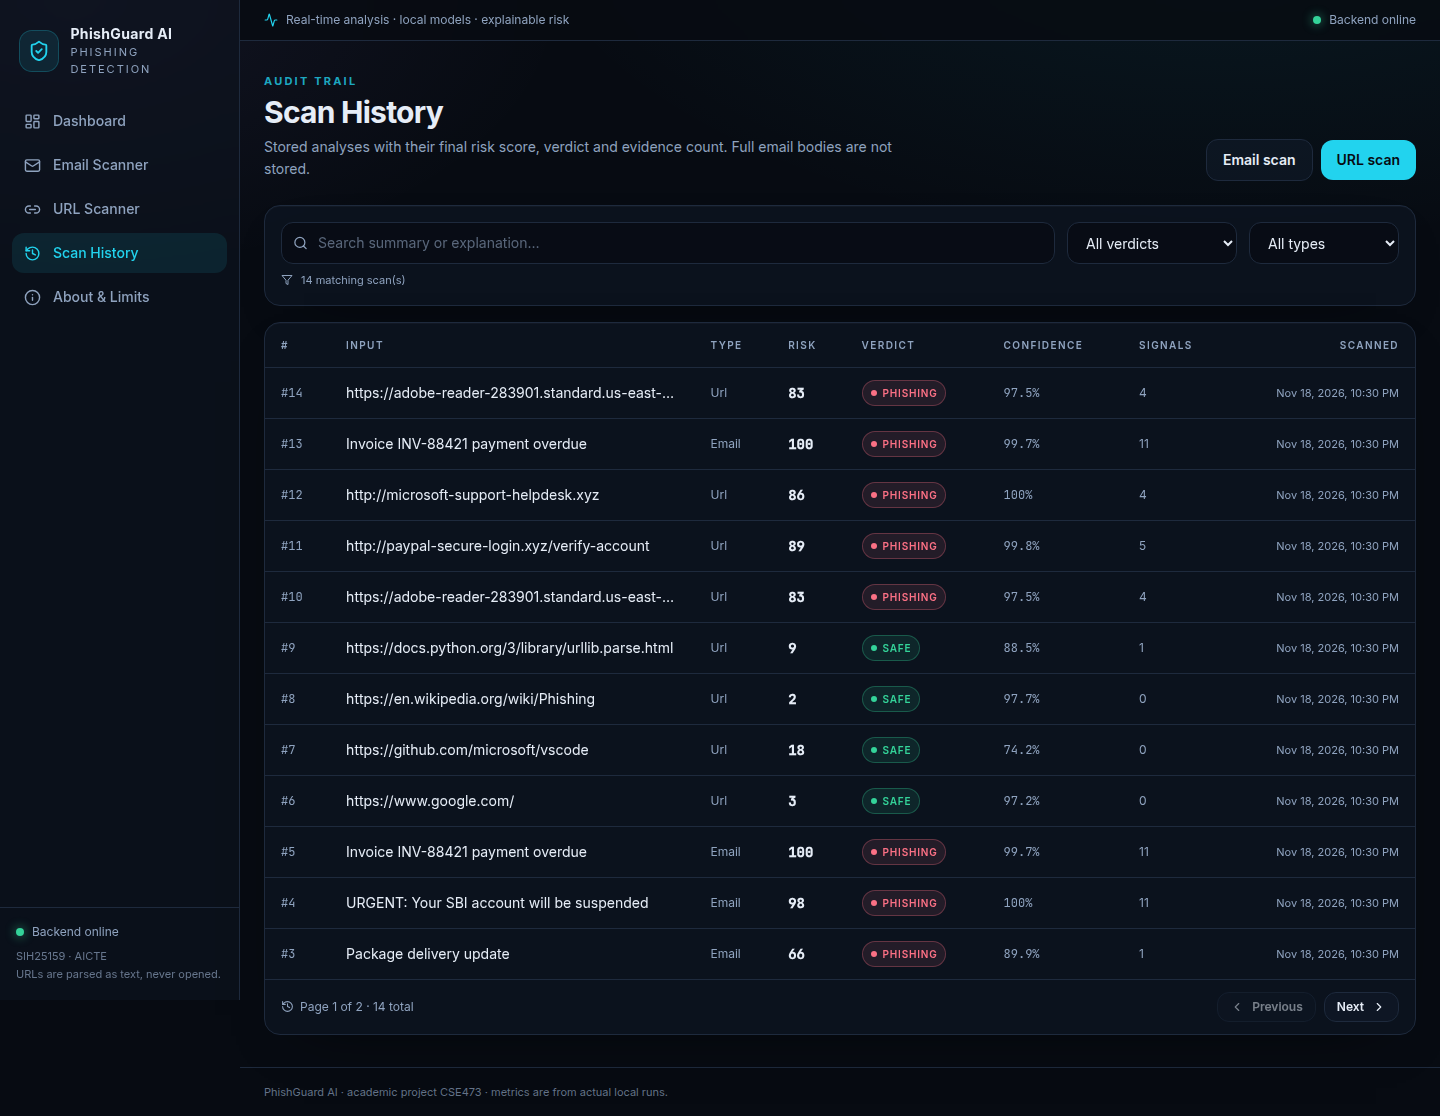 PhishGuard AI
PHISHING
DETECTION
Dashboard
Email Scanner
URL Scanner
Scan History
About & Limits
Backend online
SIH25159 · AICTE
URLs are parsed as text, never opened.
Real-time analysis · local models · explainable risk
Backend online
AUDIT TRAIL
Scan History
Stored analyses with their final risk score, verdict and evidence count. Full email bodies are not
stored.
Email scan
URL scan
Search summary or explanation...
All verdicts
All types
14 matching scan(s)
# INPUT TYPE RISK VERDICT CONFIDENCE SIGNALS SCANNED
#14 https://adobe-reader-283901.standard.us-east-... Url 83 PHISHING 97.5% 4 Nov 18, 2026, 10:30 PM
#13 Invoice INV-88421 payment overdue Email 100 PHISHING 99.7% 11 Nov 18, 2026, 10:30 PM
#12 http://microsoft-support-helpdesk.xyz Url 86 PHISHING 100% 4 Nov 18, 2026, 10:30 PM
#11 http://paypal-secure-login.xyz/verify-account Url 89 PHISHING 99.8% 5 Nov 18, 2026, 10:30 PM
#10 https://adobe-reader-283901.standard.us-east-... Url 83 PHISHING 97.5% 4 Nov 18, 2026, 10:30 PM
#9 https://docs.python.org/3/library/urllib.parse.html Url 9 SAFE 88.5% 1 Nov 18, 2026, 10:30 PM
#8 https://en.wikipedia.org/wiki/Phishing Url 2 SAFE 97.7% 0 Nov 18, 2026, 10:30 PM
#7 https://github.com/microsoft/vscode Url 18 SAFE 74.2% 0 Nov 18, 2026, 10:30 PM
#6 https://www.google.com/ Url 3 SAFE 97.2% 0 Nov 18, 2026, 10:30 PM
#5 Invoice INV-88421 payment overdue Email 100 PHISHING 99.7% 11 Nov 18, 2026, 10:30 PM
#4 URGENT: Your SBI account will be suspended Email 98 PHISHING 100% 11 Nov 18, 2026, 10:30 PM
#3 Package delivery update Email 66 PHISHING 89.9% 1 Nov 18, 2026, 10:30 PM
Page 1 of 2 · 14 total
Previous
Next
PhishGuard AI · academic project CSE473 · metrics are from actual local runs.